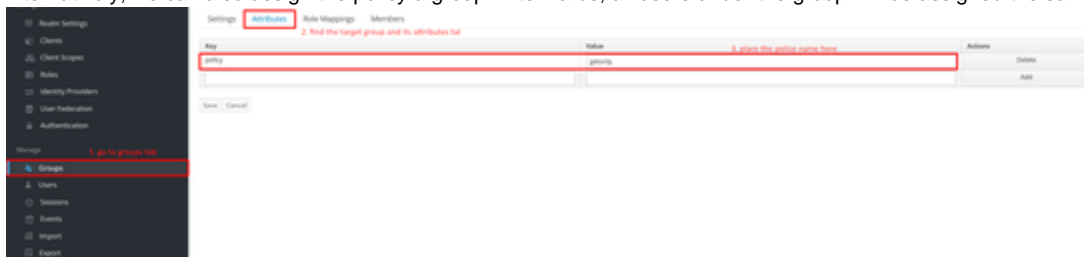 Realm Settings
Clients
Client Scopes
Roles
Identity Providers
User Federation
Authentication
Manage
1. go to groups tab
Groups
Users
Sessions
Events
Import
Export
Settings Attributes Role Mappings Members
2. find the target group and its attributes tal
Key Value 3. place the police name here Actions
policy getonly Delete
Add
Save Cancel